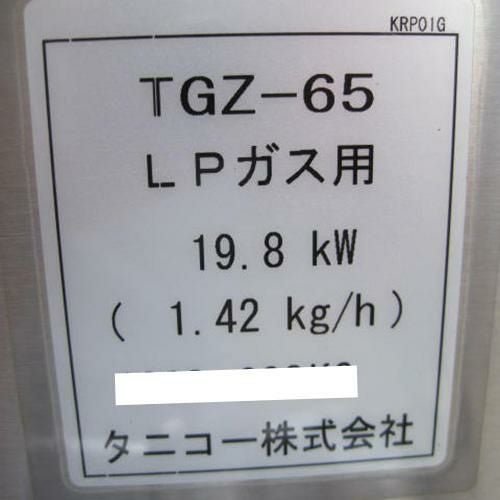 KRP01G
TGZ-65
LPガス用
19.8 kW
( 1.42 kg/h )
タニコー株式会社